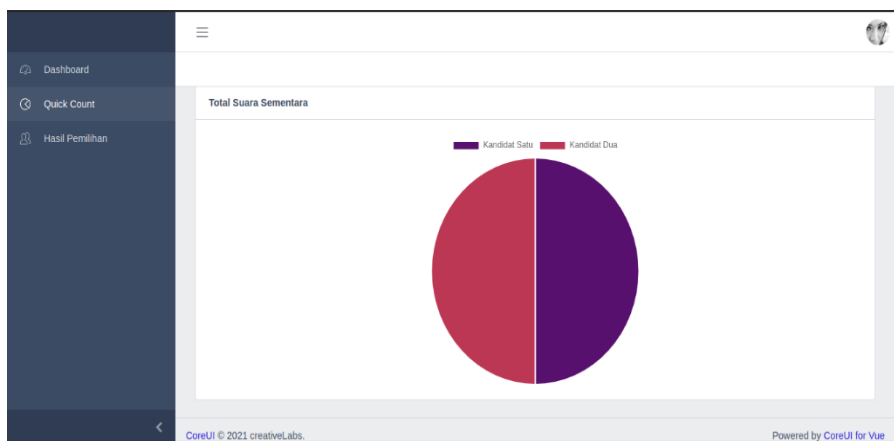 Dashboard
Quick Count
Hasil Pemilihan
Total Suara Sementara
Kandidat Satu Kandidat Dua
CoreUI © 2021 creativeLabs. Powered by CoreUI for Vue